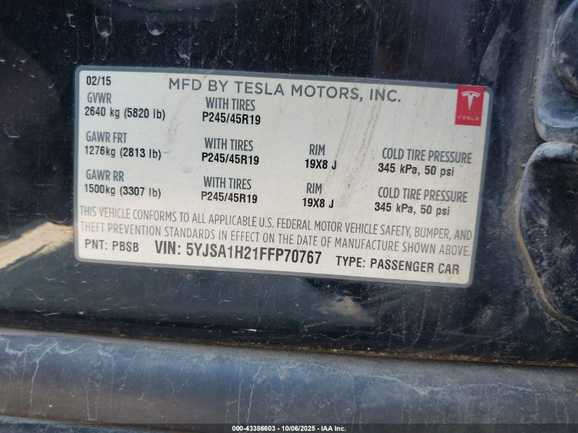 02/15
MFD BY TESLA MOTORS, INC.
GVWR
2640 kg (5820 lb)
WITH TIRES
P245/45R19
TESLA
GAWR FRT
1276kg (2813 lb)
WITH TIRES
P245/45R19
RIM
19X8 J
COLD TIRE PRESSURE
345 kPa, 50 psi
GAWR RR
1500kg (3307 lb)
WITH TIRES
P245/45R19
RIM
19X8 J
COLD TIRE PRESSURE
345 kPa, 50 psi
THIS VEHICLE CONFORMS TO ALL APPLICABLE U.S. FEDERAL MOTOR VEHICLE SAFETY, BUMPER, AND
THEFT PREVENTION STANDARDS IN EFFECT ON THE DATE OF MANUFACTURE SHOWN ABOVE.
PNT: PBSB VIN: 5YJSA1H21FFP70767 TYPE: PASSENGER CAR
000-43386603 - 10/06/2025 - IAA Inc.